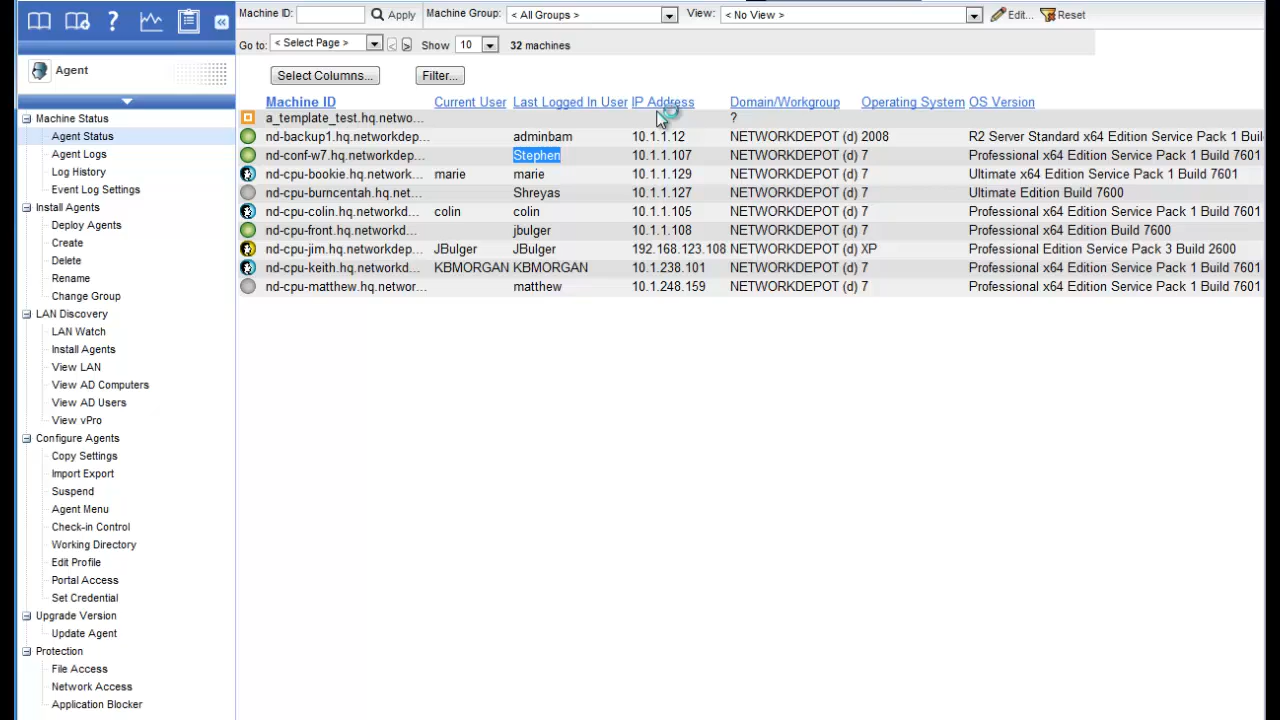 Machine ID: Apply Machine Group: < All Groups > View: < No View > Edit... Reset
Go to: < Select Page > < > Show 10 32 machines
Agent
Select Columns... Filter...
Machine ID Current User Last Logged In User IP Address Domain/Workgroup Operating System OS Version
a_template_test.hq.netwo... ?
nd-backup1.hq.networkdep... adminbam 10.1.1.12 NETWORKDEPOT (d) 2008 R2 Server Standard x64 Edition Service Pack 1 Buil
nd-conf-w7.hq.networkdep... Stephen 10.1.1.107 NETWORKDEPOT (d) 7 Professional x64 Edition Service Pack 1 Build 7601
nd-cpu-bookie.hq.network... marie marie 10.1.1.129 NETWORKDEPOT (d) 7 Ultimate x64 Edition Service Pack 1 Build 7601
nd-cpu-burncentah.hq.net... Shreyas 10.1.1.127 NETWORKDEPOT (d) 7 Ultimate Edition Build 7600
nd-cpu-colin.hq.networkd... colin colin 10.1.1.105 NETWORKDEPOT (d) 7 Professional x64 Edition Service Pack 1 Build 7601
nd-cpu-front.hq.networkd... jbulger 10.1.1.108 NETWORKDEPOT (d) 7 Professional x64 Edition Build 7600
nd-cpu-jim.hq.networkdep... JBulger JBulger 192.168.123.108 NETWORKDEPOT (d) XP Professional Edition Service Pack 3 Build 2600
nd-cpu-keith.hq.networkd... KBMORGAN KBMORGAN 10.1.238.101 NETWORKDEPOT (d) 7 Professional x64 Edition Service Pack 1 Build 7601
nd-cpu-matthew.hq.networ... matthew 10.1.248.159 NETWORKDEPOT (d) 7 Professional x64 Edition Service Pack 1 Build 7601
Machine Status
Agent Status
Agent Logs
Log History
Event Log Settings
Install Agents
Deploy Agents
Create
Delete
Rename
Change Group
LAN Discovery
LAN Watch
Install Agents
View LAN
View AD Computers
View AD Users
View vPro
Configure Agents
Copy Settings
Import Export
Suspend
Agent Menu
Check-in Control
Working Directory
Edit Profile
Portal Access
Set Credential
Upgrade Version
Update Agent
Protection
File Access
Network Access
Application Blocker